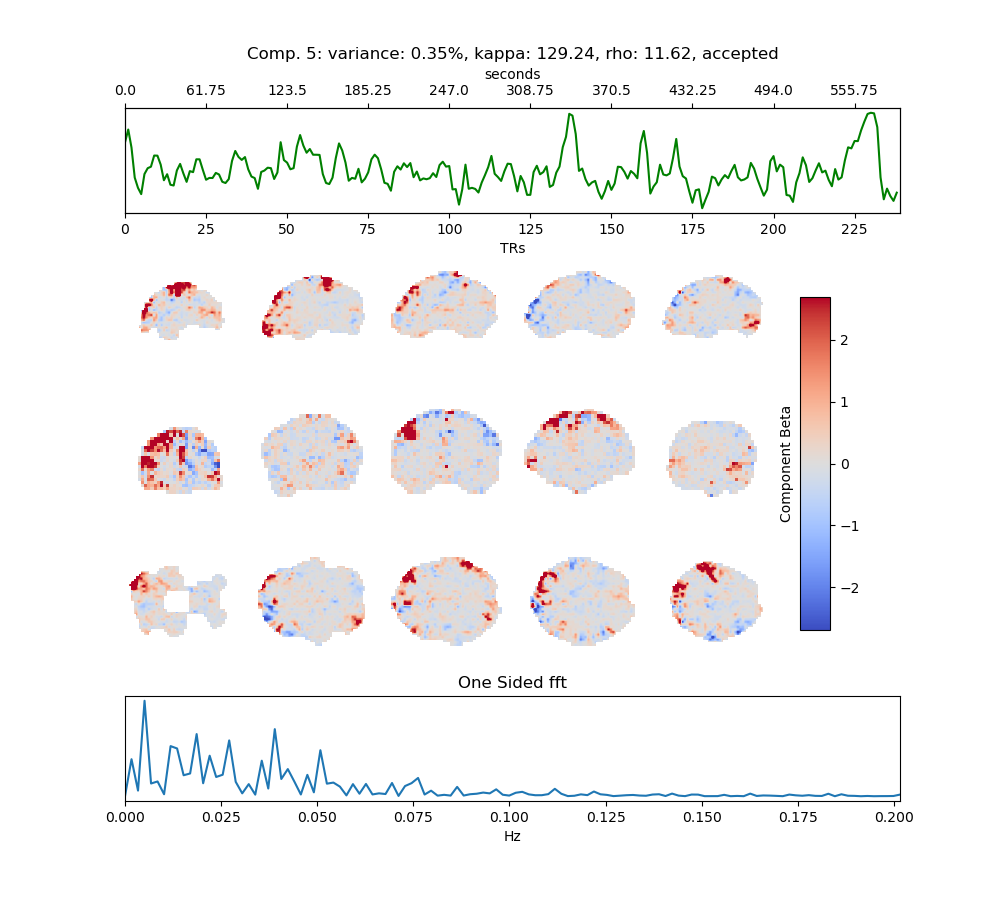 Comp. 5: variance: 0.35%, kappa: 129.24, rho: 11.62, accepted
seconds
0.0 61.75 123.5 185.25 247.0 308.75 370.5 432.25 494.0 555.75
0 25 50 75 100 125 150 175 200 225
TRs
2
1
0
−1
−2
Component Beta
One Sided fft
0.000 0.025 0.050 0.075 0.100 0.125 0.150 0.175 0.200
Hz